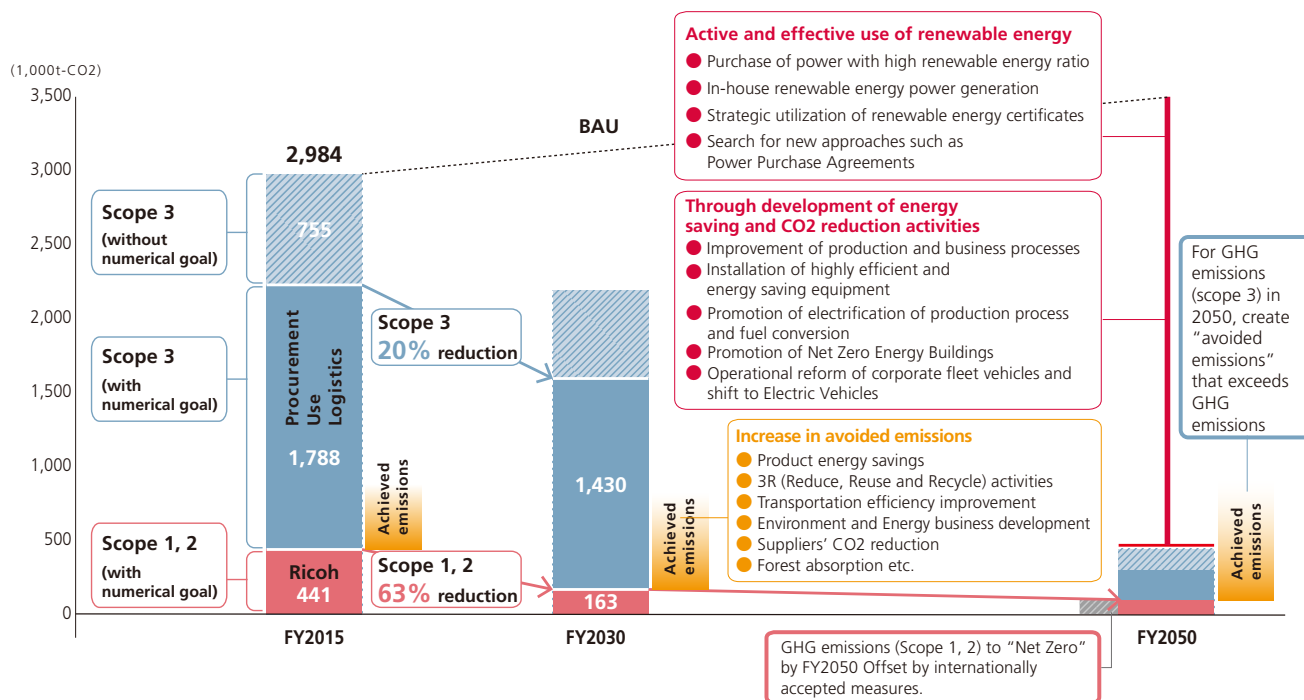 (1,000t-CO2)
3,500
3,000
2,500
2,000
1,500
1,000
500
0
Scope 3
(without
numerical goal)
Scope 3
(with
numerical goal)
Scope 1, 2
(with
numerical goal)
2,984
755
Procurement
Use
Logistics
1,788
Ricoh
441
Achieved
emissions
FY2015
Scope 3
20% reduction
Scope 1, 2
63% reduction
BAU
1,430
163
Achieved
emissions
FY2030
Active and effective use of renewable energy
● Purchase of power with high renewable energy ratio
● In-house renewable energy power generation
● Strategic utilization of renewable energy certificates
● Search for new approaches such as
Power Purchase Agreements
Through development of energy
saving and CO2 reduction activities
● Improvement of production and business processes
● Installation of highly efficient and
energy saving equipment
● Promotion of electrification of production process
and fuel conversion
● Promotion of Net Zero Energy Buildings
● Operational reform of corporate fleet vehicles and
shift to Electric Vehicles
Increase in avoided emissions
● Product energy savings
● 3R (Reduce, Reuse and Recycle) activities
● Transportation efficiency improvement
● Environment and Energy business development
● Suppliers’ CO2 reduction
● Forest absorption etc.
For GHG
emissions
(scope 3) in
2050, create
“avoided
emissions”
that exceeds
GHG
emissions
Achieved
emissions
FY2050
GHG emissions (Scope 1, 2) to “Net Zero”
by FY2050 Offset by internationally
accepted measures.